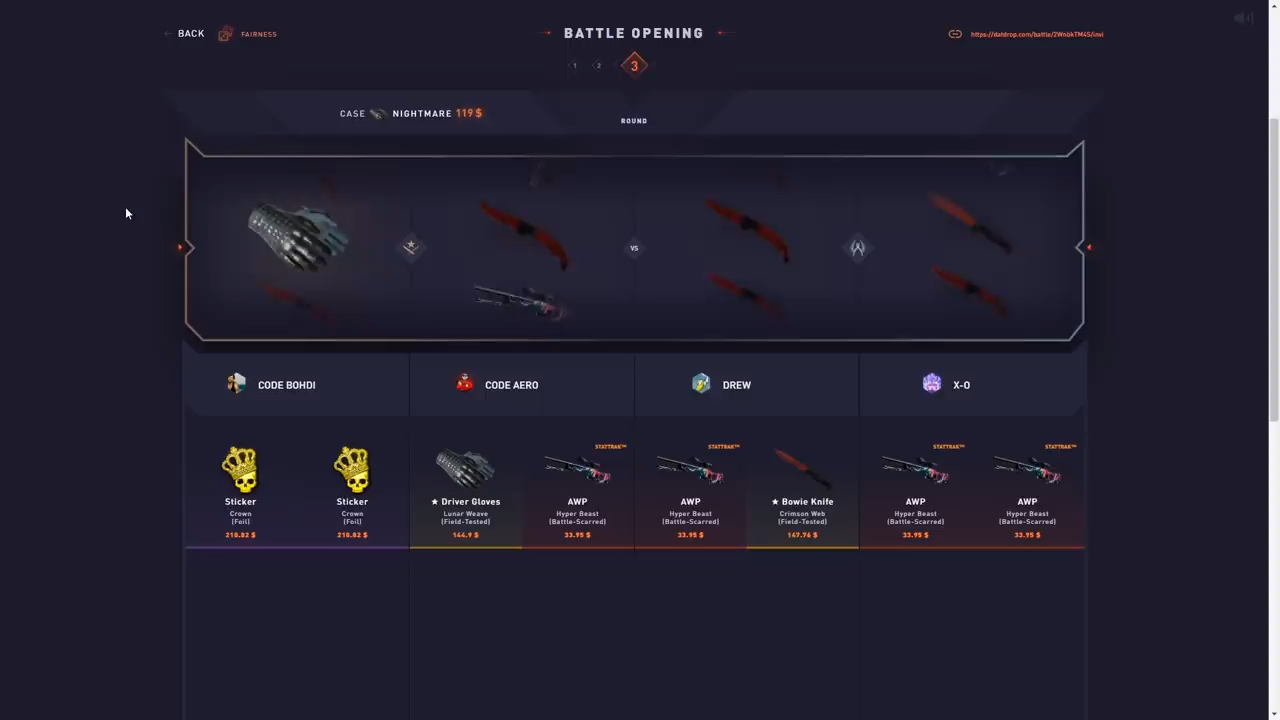 ← BACK
FAIRNESS
BATTLE OPENING
1 2 3
CASE NIGHTMARE 119 $
ROUND
VS
CODE BOHDI
CODE AERO
DREW
X-O
Sticker
Crown
(Foil)
210.82 $
Sticker
Crown
(Foil)
210.82 $
★ Driver Gloves
Lunar Weave
(Field-Tested)
144.9 $
STATTRAK™
AWP
Hyper Beast
(Battle-Scarred)
33.95 $
STATTRAK™
AWP
Hyper Beast
(Battle-Scarred)
33.95 $
★ Bowie Knife
Crimson Web
(Field-Tested)
147.76 $
STATTRAK™
AWP
Hyper Beast
(Battle-Scarred)
33.95 $
STATTRAK™
AWP
Hyper Beast
(Battle-Scarred)
33.95 $